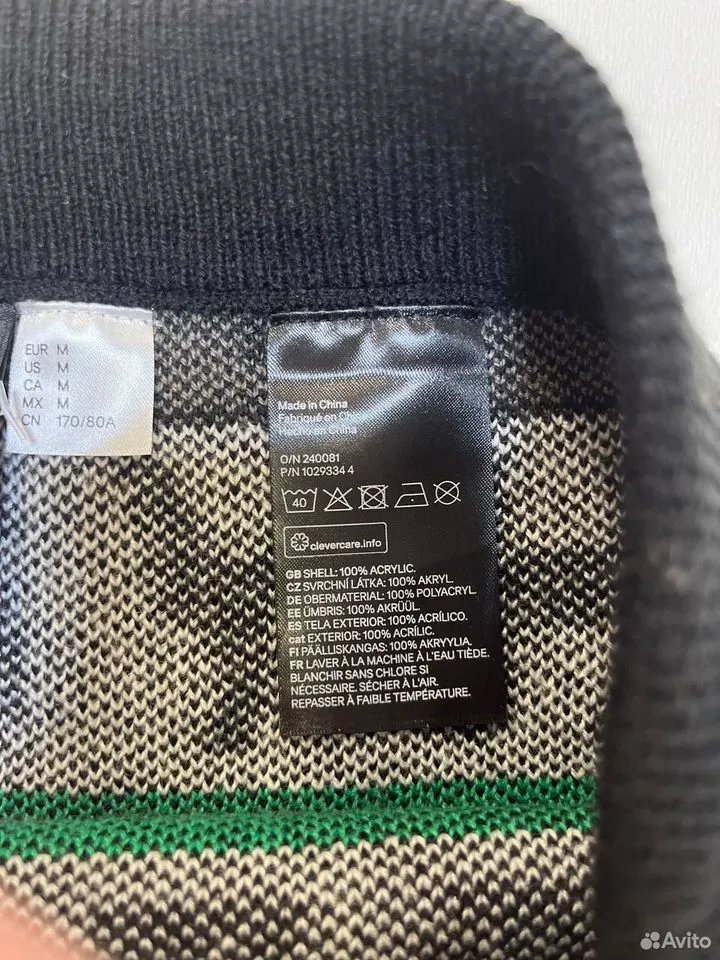 EUR M
US M
CA M
MX M
CN 170/80A
Made in China
Fabriqué en
China
O/N 240081
P/N 1029334 4
40
clevercare.info
GB SHELL: 100% ACRYLIC.
CZ SVRCHNÍ LÁTKA: 100% AKRYL.
DE OBERMATERIAL: 100% POLYACRYL.
EE ÜMBRIS: 100% AKRÜÜL.
ES TELA EXTERIOR: 100% ACRÍLICO.
cat EXTERIOR: 100% ACRÍLIC.
FI PÄÄLLISKANGAS: 100% AKRYYLIA.
FR LAVER À LA MACHINE À L'EAU TIÈDE.
BLANCHIR SANS CHLORE SI
NÉCESSAIRE. SÉCHER À L'AIR.
REPASSER À FAIBLE TEMPÉRATURE.
Avito